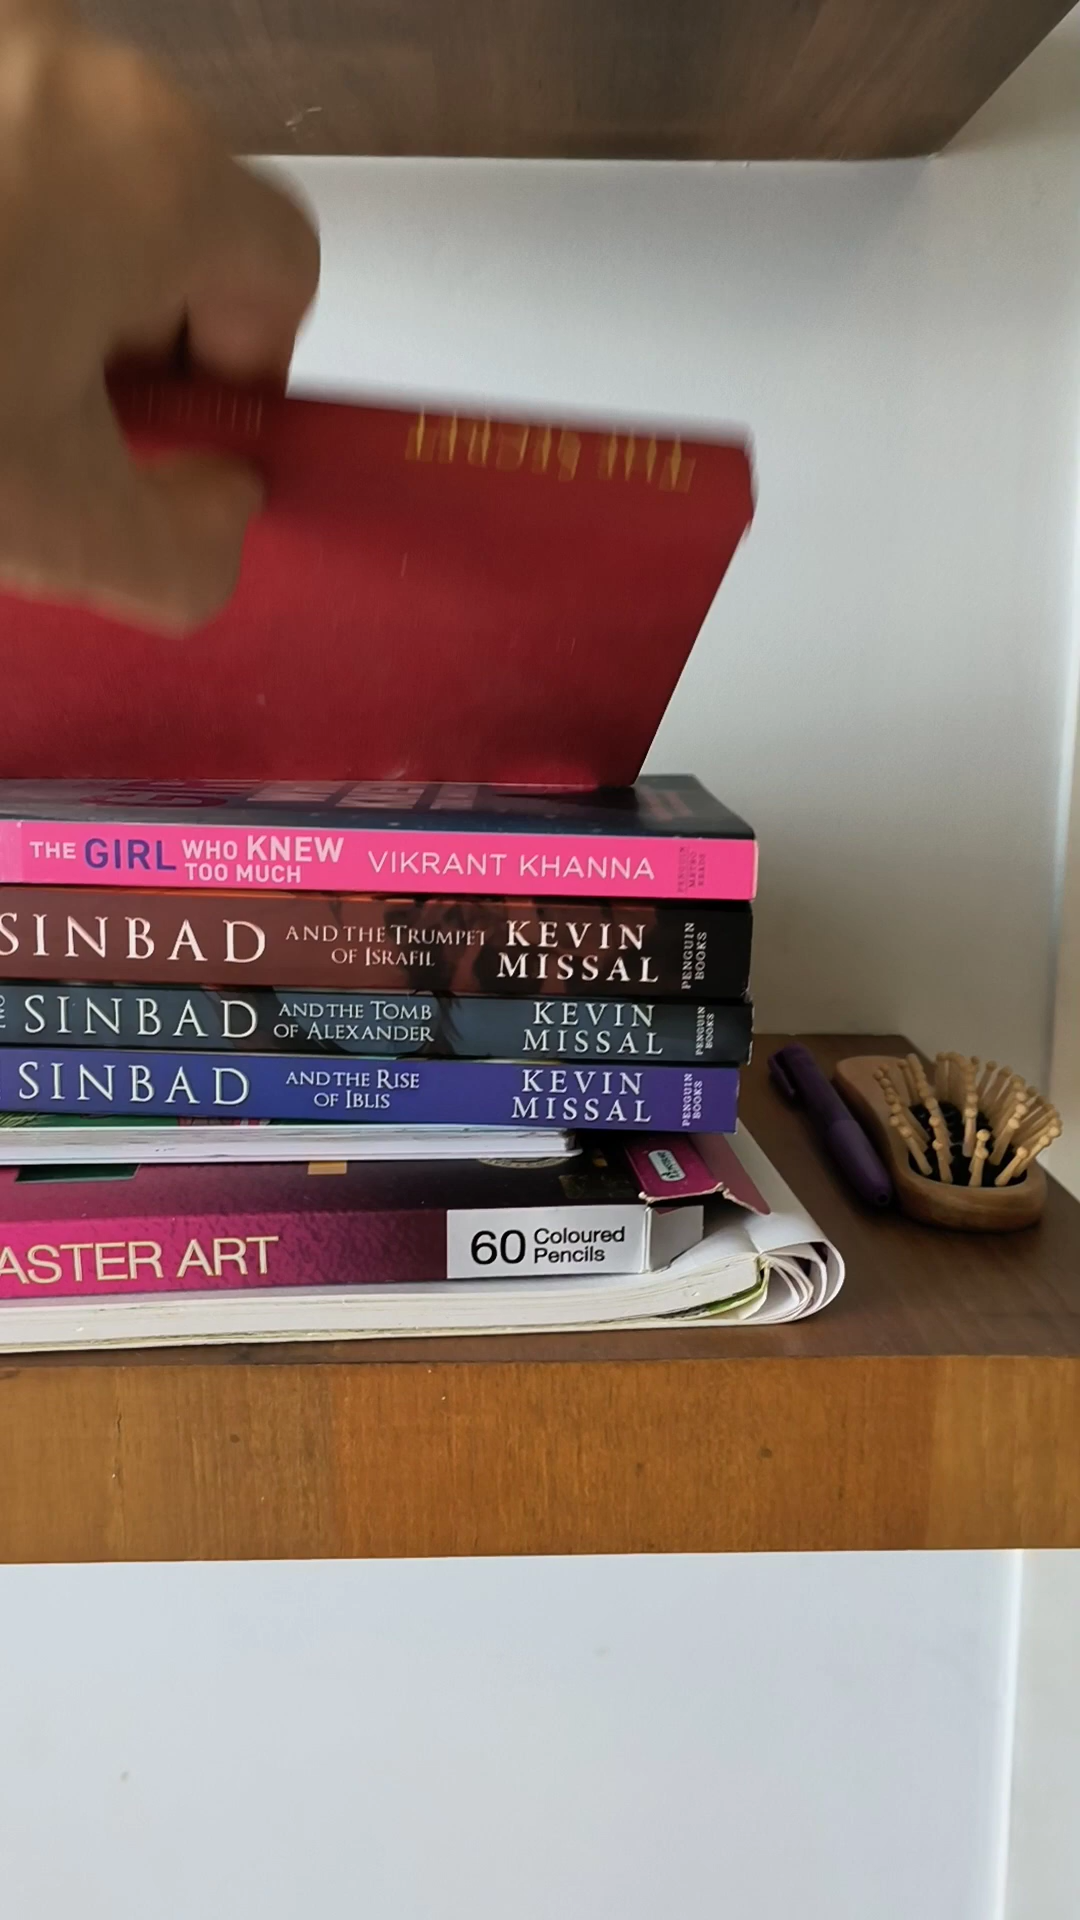 THE GIRL WHO KNEW
TOO MUCH
VIKRANT KHANNA
SINBAD
AND THE TRUMPET
OF ISRAFIL
KEVIN
MISSAL
PENGUIN
BOOKS
SINBAD
AND THE TOMB
OF ALEXANDER
KEVIN
MISSAL
PENGUIN
BOOKS
SINBAD
AND THE RISE
OF IBLIS
KEVIN
MISSAL
PENGUIN
BOOKS
ASTER ART
60 Coloured
Pencils